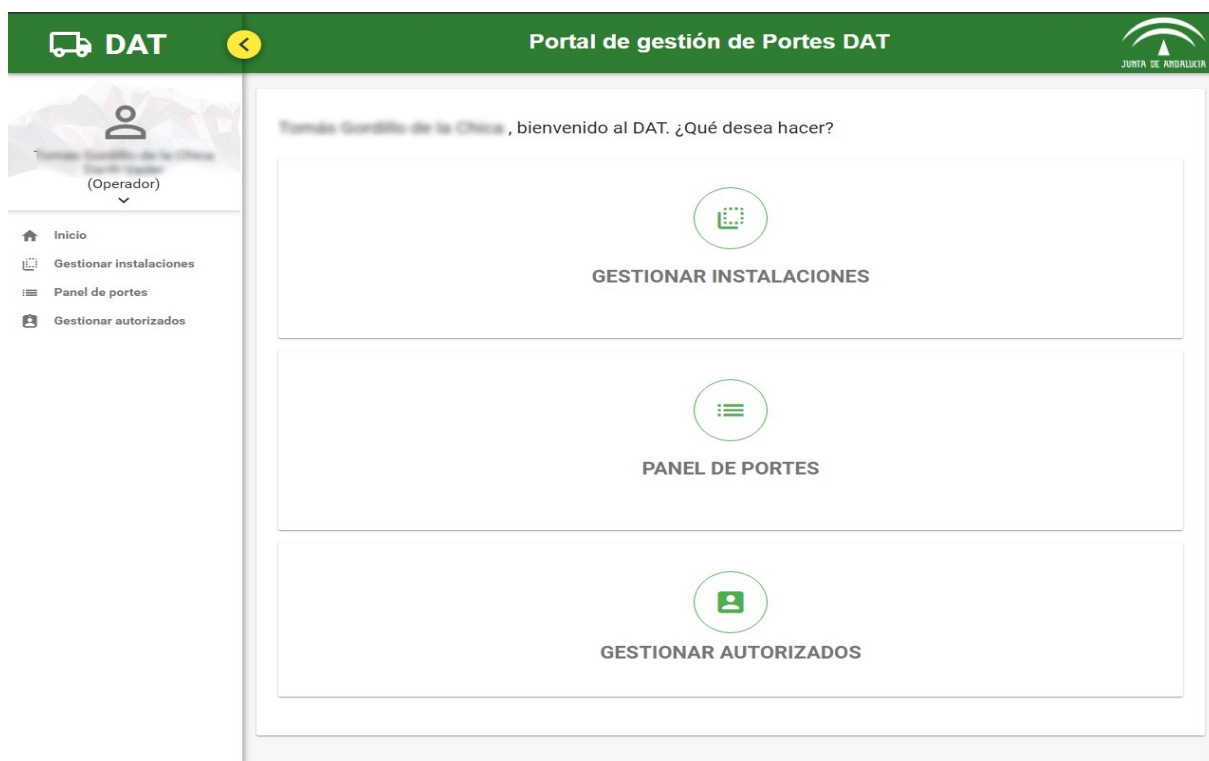 DAT
Portal de gestión de Portes DAT
JUNTA DE ANDALUCIA
, bienvenido al DAT. ¿Qué desea hacer?
(Operador)
Inicio
Gestionar instalaciones
Panel de portes
Gestionar autorizados
GESTIONAR INSTALACIONES
PANEL DE PORTES
GESTIONAR AUTORIZADOS